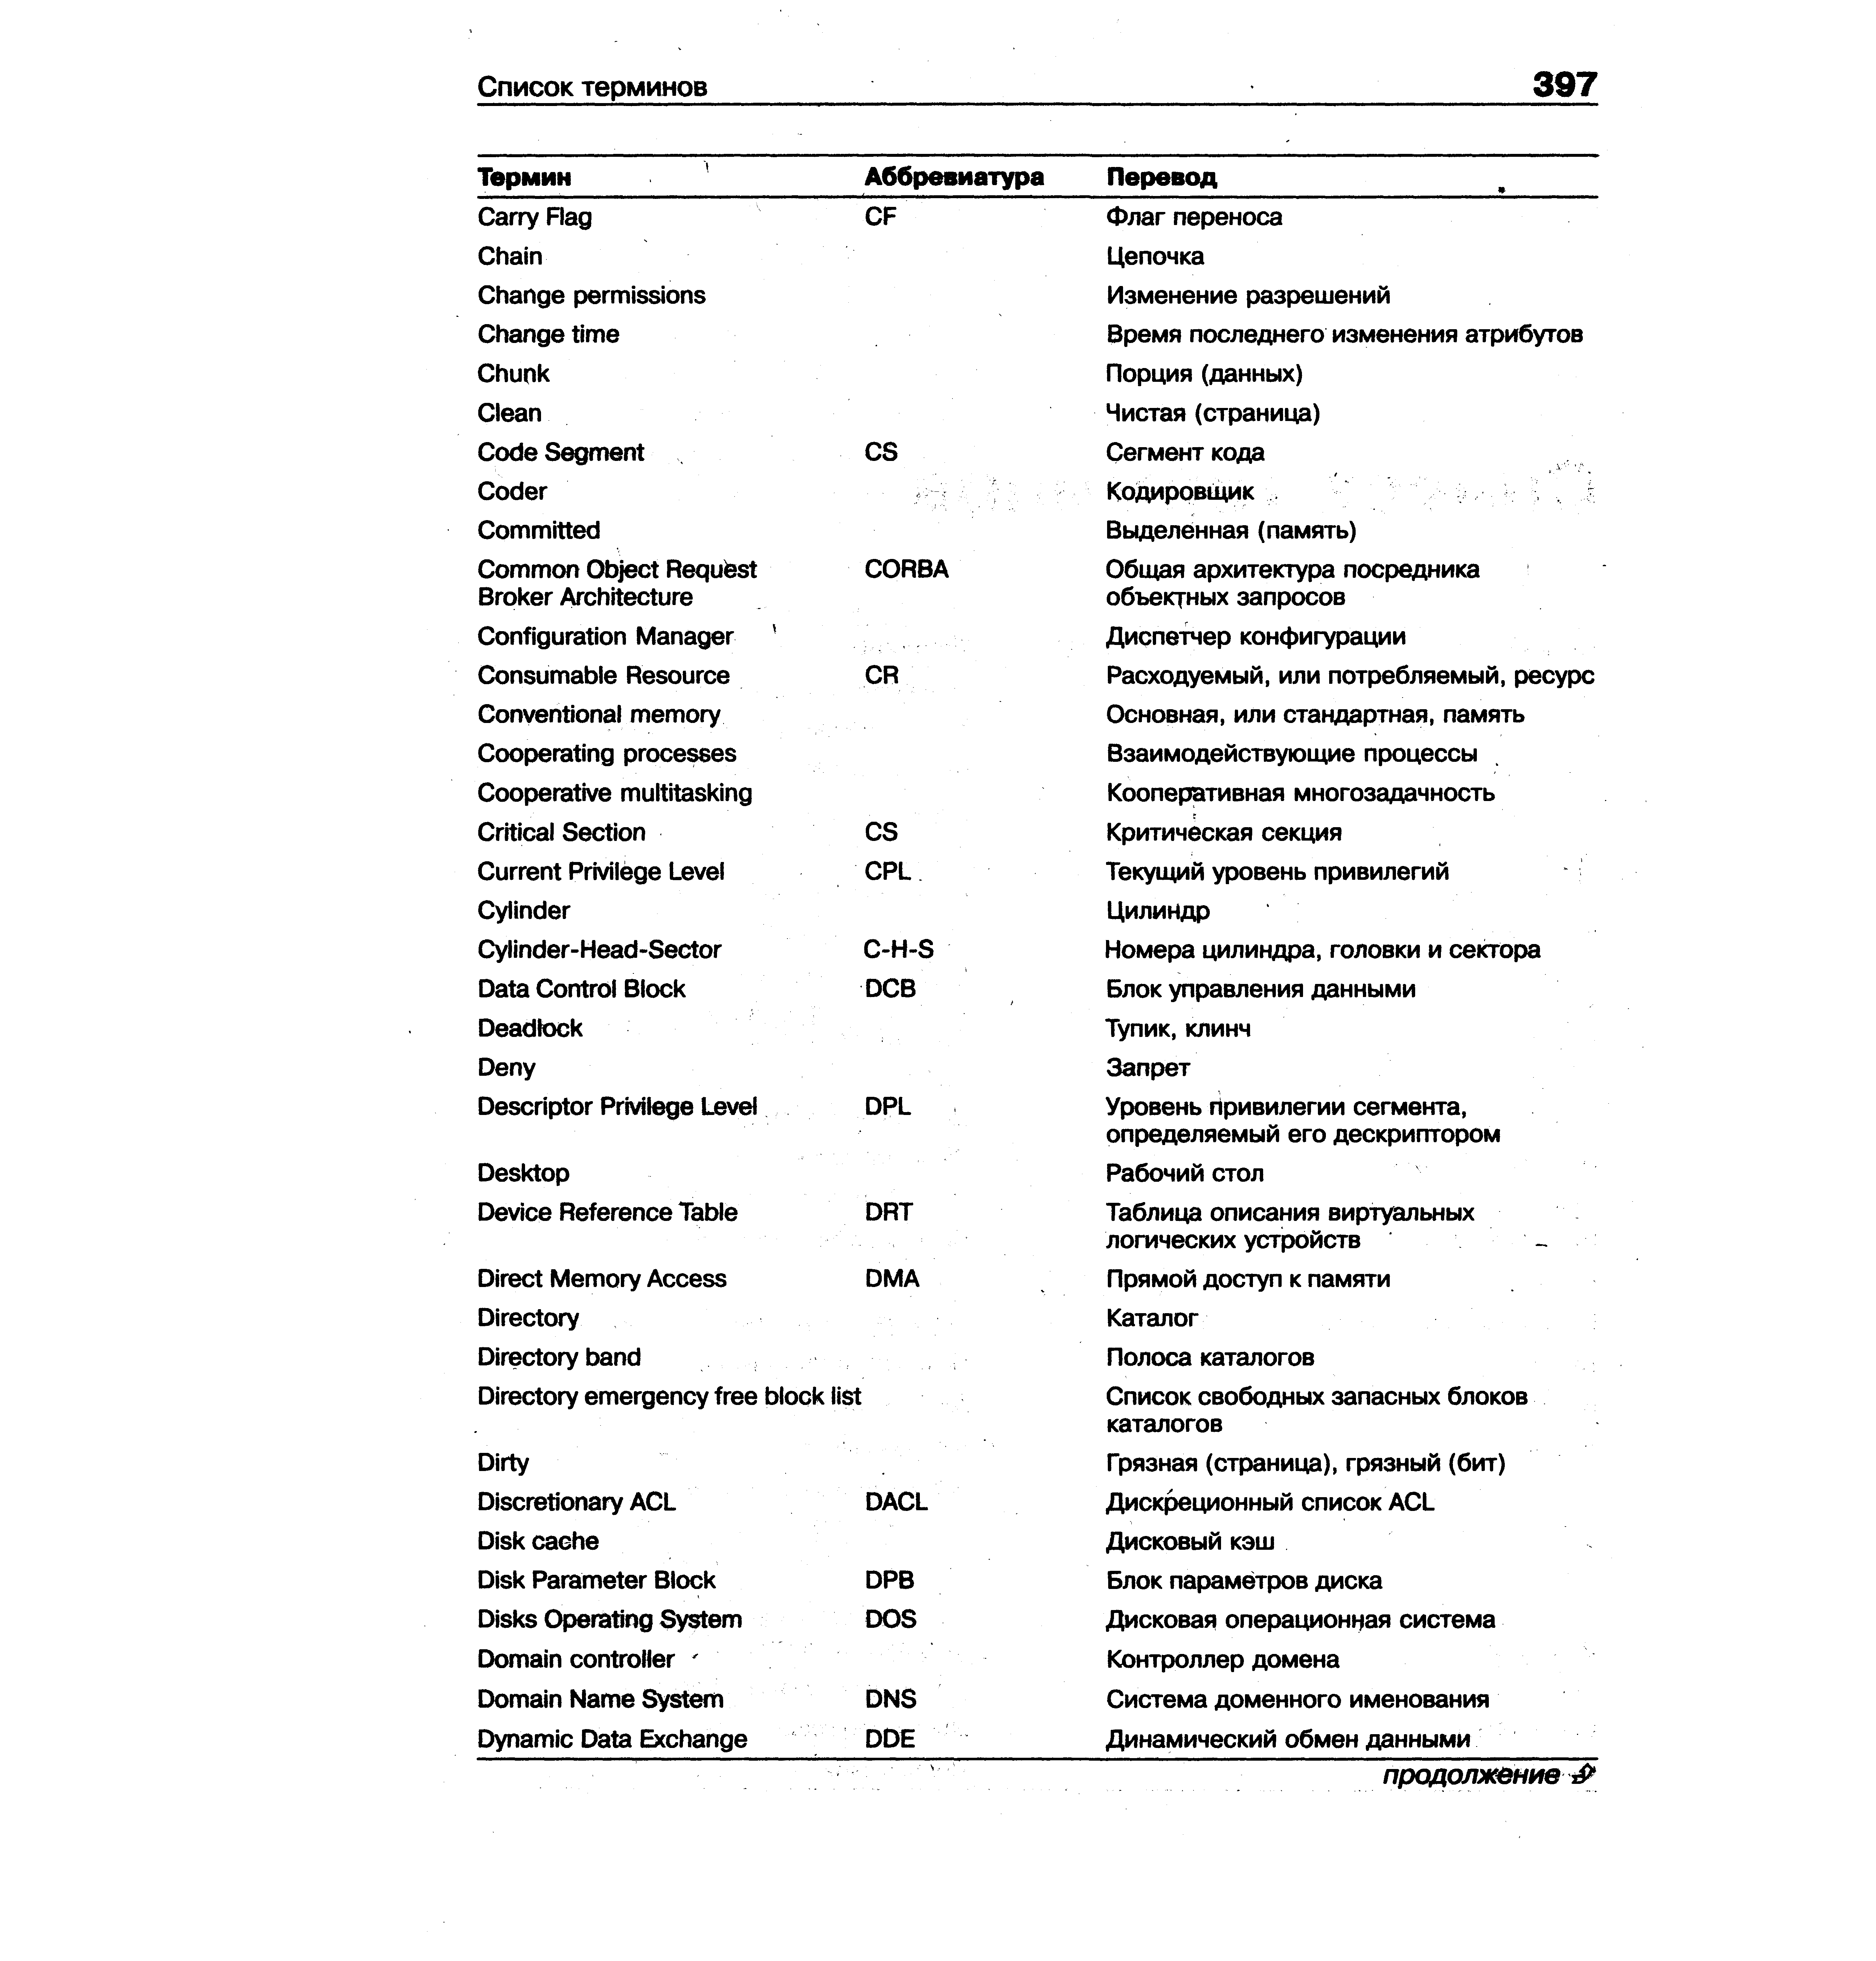 Список терминов 397
Термин Аббревиатура Перевод
Carry Flag CF Флаг переноса
Chain Цепочка
Change permissions Изменение разрешений
Change time Время последнего изменения атрибутов
Chunk Порция (данных)
Clean Чистая (страница)
Code Segment CS Сегмент кода
Coder Кодировщик
Committed Выделенная (память)
Common Object Request CORBA Общая архитектура посредника
Broker Architecture объектных запросов
Configuration Manager Диспетчер конфигурации
Consumable Resource CR Расходуемый, или потребляемый, ресурс
Conventional memory Основная, или стандартная, память
Cooperating processes Взаимодействующие процессы
Cooperative multitasking Кооперативная многозадачность
Critical Section CS Критическая секция
Current Privilege Level CPL Текущий уровень привилегий
Cylinder Цилиндр
Cylinder-Head-Sector C-H-S Номера цилиндра, головки и сектора
Data Control Block DCB Блок управления данными
Deadlock Тупик, клинч
Deny Запрет
Descriptor Privilege Level DPL Уровень привилегии сегмента,
определяемый его дескриптором
Desktop Рабочий стол
Device Reference Table DRT Таблица описания виртуальных
логических устройств
Direct Memory Access DMA Прямой доступ к памяти
Directory Каталог
Directory band Полоса каталогов
Directory emergency free block list Список свободных запасных блоков
каталогов
Dirty Грязная (страница), грязный (бит)
Discretionary ACL DACL Дискреционный список ACL
Disk cache Дисковый кэш
Disk Parameter Block DPB Блок параметров диска
Disks Operating System DOS Дисковая операционная система
Domain controller Контроллер домена
Domain Name System DNS Система доменного именования
Dynamic Data Exchange DDE Динамический обмен данными
продолжение